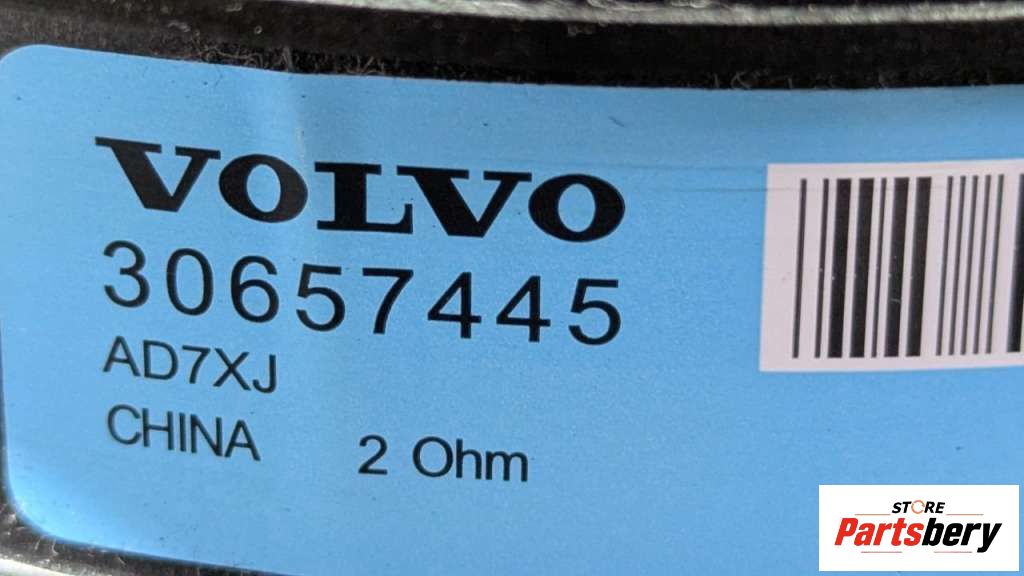 VOLVO
30657445
AD7XJ
CHINA 2 Ohm
STORE
Partsbery